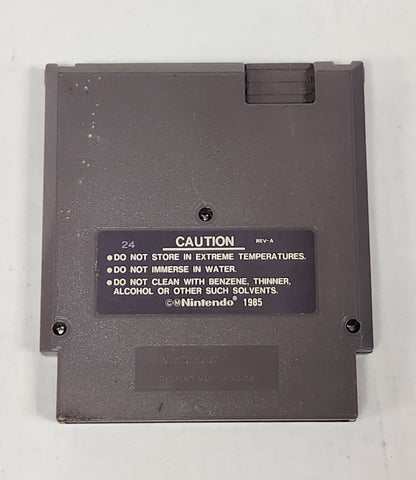 24 CAUTION REV-A
●DO NOT STORE IN EXTREME TEMPERATURES.
●DO NOT IMMERSE IN WATER.
●DO NOT CLEAN WITH BENZENE, THINNER,
ALCOHOL OR OTHER SUCH SOLVENTS.
©Ⓜ Nintendo® 1985